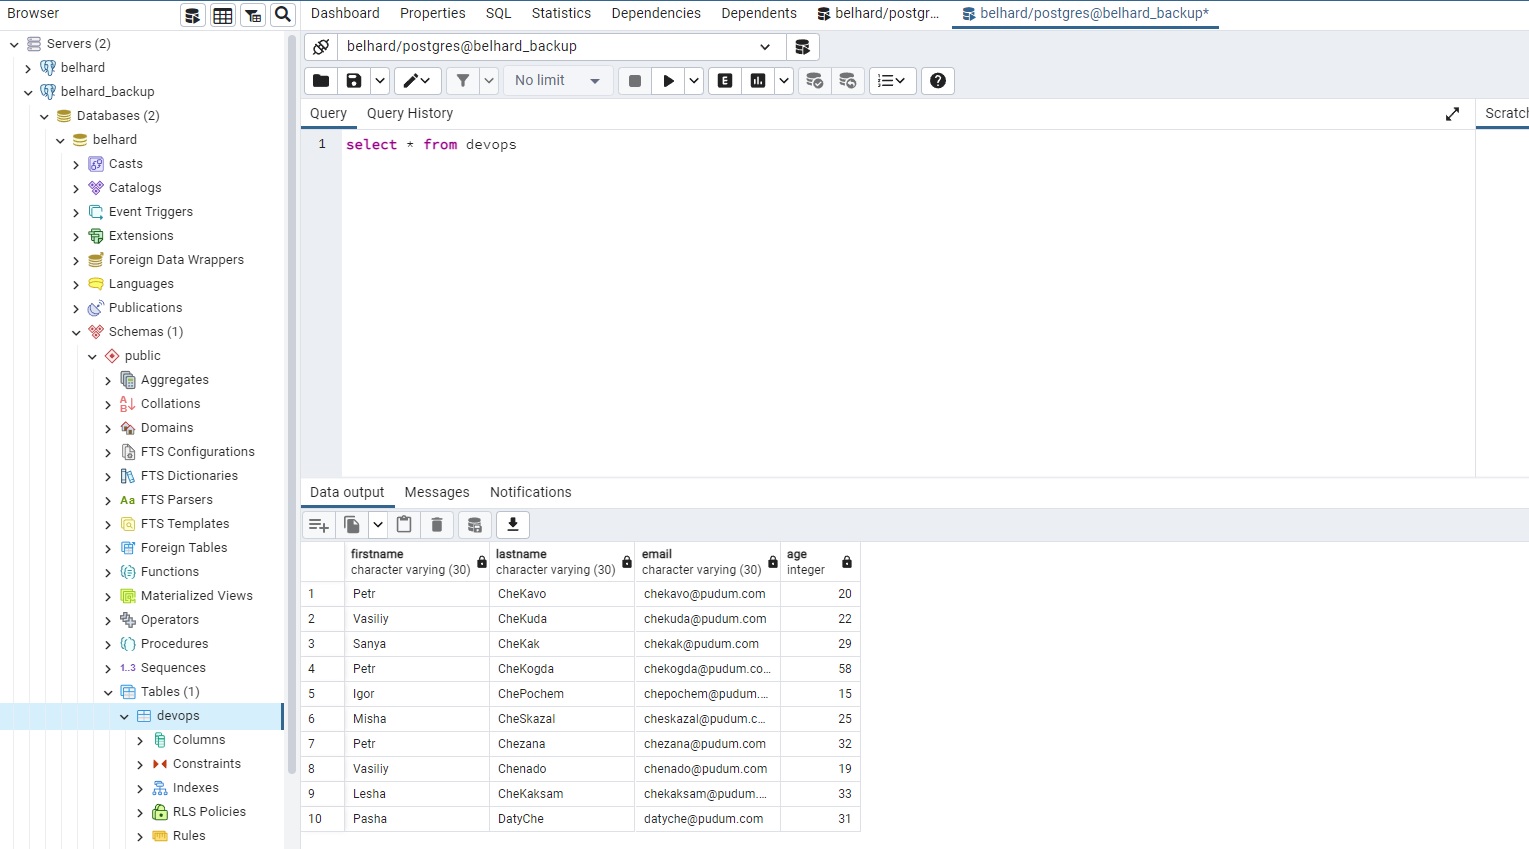 Browser
Servers (2)
belhard
belhard_backup
Databases (2)
belhard
Casts
Catalogs
Event Triggers
Extensions
Foreign Data Wrappers
Languages
Publications
Schemas (1)
public
Aggregates
Collations
Domains
FTS Configurations
FTS Dictionaries
Aa FTS Parsers
FTS Templates
Foreign Tables
Functions
Materialized Views
Operators
Procedures
1..3 Sequences
Tables (1)
devops
Columns
Constraints
Indexes
RLS Policies
Rules
Dashboard Properties SQL Statistics Dependencies Dependents belhard/postgr... belhard/postgres@belhard_backup*
belhard/postgres@belhard_backup
No limit E
Query Query History Scratch
1 select * from devops
Data output Messages Notifications
firstname lastname email age
character varying (30) character varying (30) character varying (30) integer
1 Petr CheKavo chekavo@pudum.com 20
2 Vasiliy CheKuda chekuda@pudum.com 22
3 Sanya CheKak chekak@pudum.com 29
4 Petr CheKogda chekogda@pudum.co... 58
5 Igor ChePochem chepochem@pudum.... 15
6 Misha CheSkazal cheskazal@pudum.c... 25
7 Petr Chezana chezana@pudum.com 32
8 Vasiliy Chenado chenado@pudum.com 19
9 Lesha CheKaksam chekaksam@pudum.... 33
10 Pasha DatyChe datyche@pudum.com 31